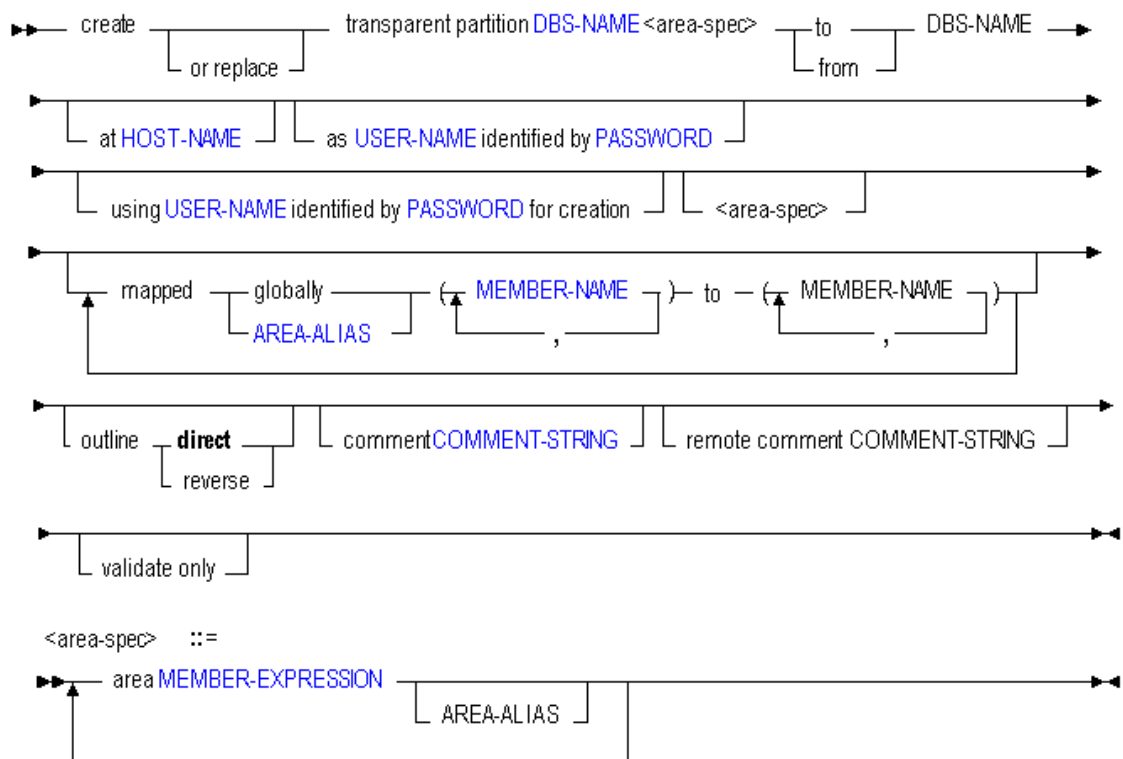 create transparent partition DBS-NAME <area-spec> to DBS-NAME
or replace from
at HOST-NAME as USER-NAME identified by PASSWORD
using USER-NAME identified by PASSWORD for creation <area-spec>
mapped globally ( MEMBER-NAME ) to ( MEMBER-NAME )
AREA-ALIAS , ,
outline direct comment COMMENT-STRING remote comment COMMENT-STRING
reverse
validate only
<area-spec> ::=
area MEMBER-EXPRESSION
AREA-ALIAS